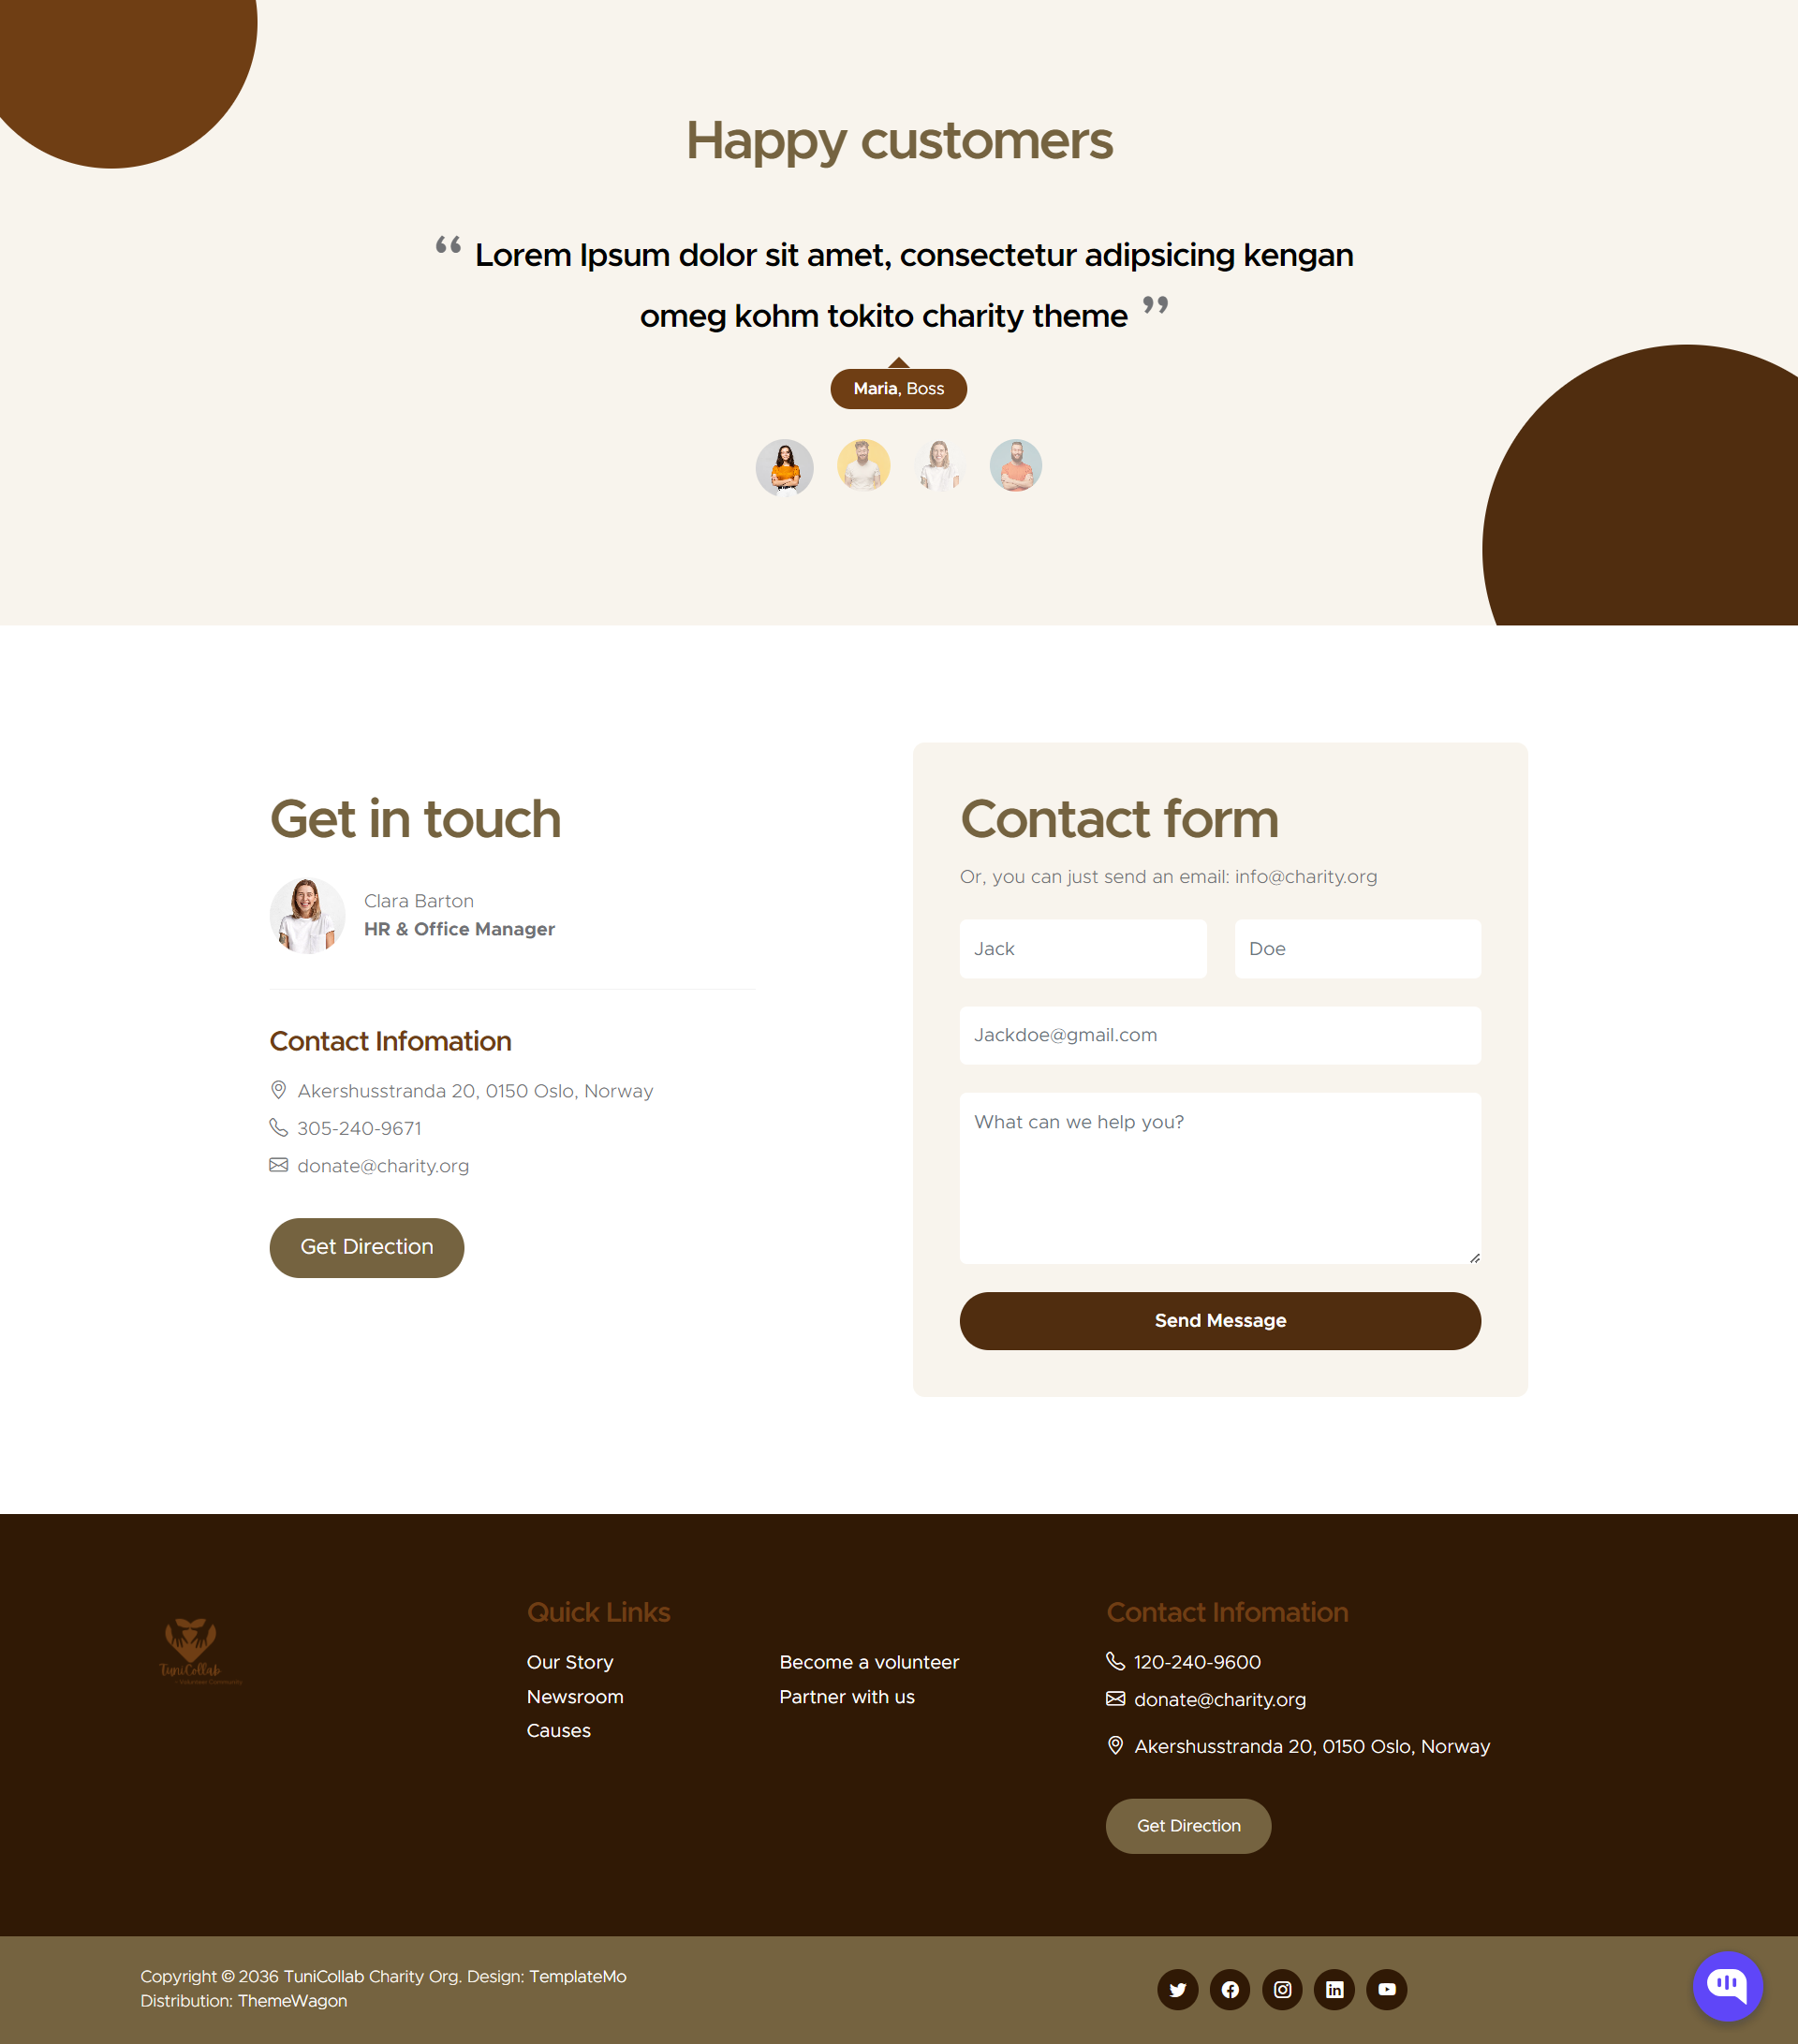 Happy customers
“ Lorem Ipsum dolor sit amet, consectetur adipsicing kengan
omeg kohm tokito charity theme ”
Maria, Boss
Get in touch
Clara Barton
HR & Office Manager
Contact Infomation
Akershusstranda 20, 0150 Oslo, Norway
305-240-9671
donate@charity.org
Get Direction
Contact form
Or, you can just send an email: info@charity.org
Jack
Doe
Jackdoe@gmail.com
What can we help you?
Send Message
TuniCollab
- Volunteer Community
Quick Links
Our Story
Newsroom
Causes
Become a volunteer
Partner with us
Contact Infomation
120-240-9600
donate@charity.org
Akershusstranda 20, 0150 Oslo, Norway
Get Direction
Copyright © 2036 TuniCollab Charity Org. Design: TemplateMo
Distribution: ThemeWagon